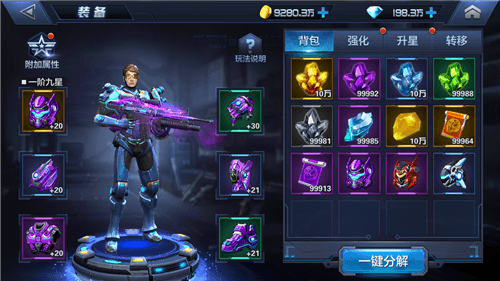 装备
9280.3万
198.3万
附加属性
玩法说明
一阶九星
+20
+20
+20
+30
+21
+21
背包
强化
升星
转移
10万
99992
10万
99988
99981
99985
10万
99964
99913
一键分解